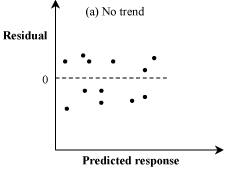 (a) No trend
Residual
0
Predicted response